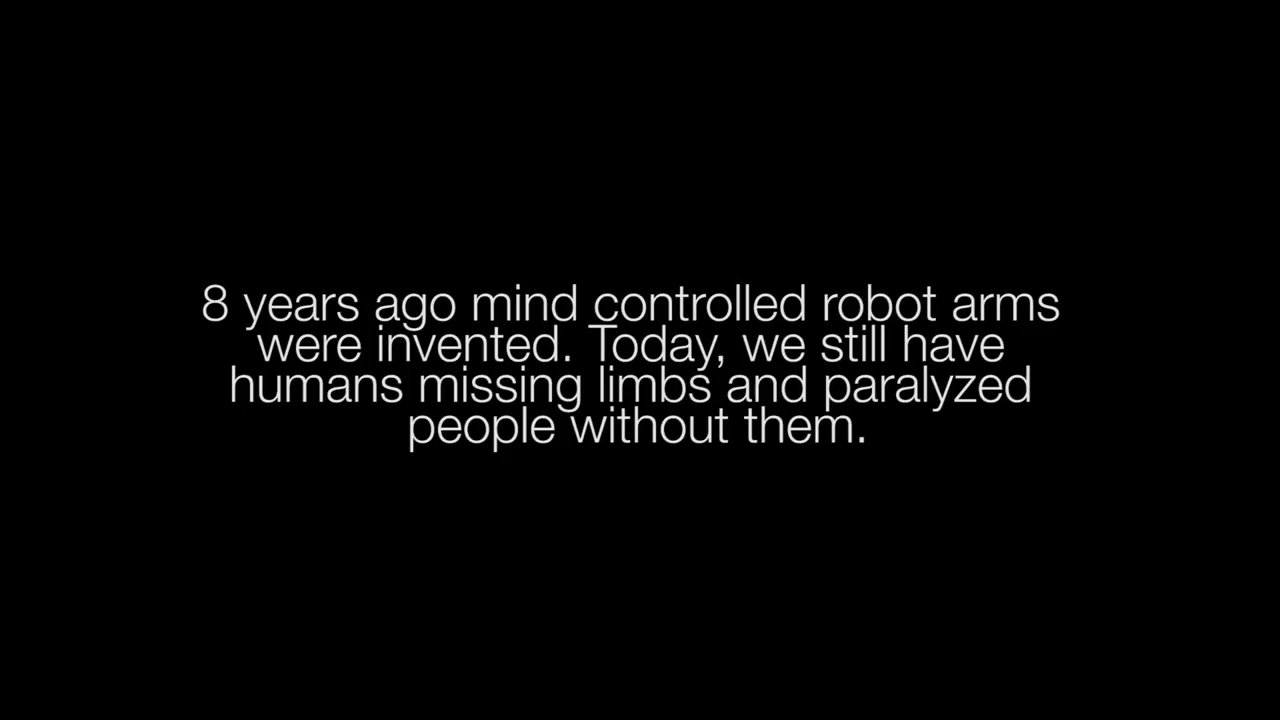 8 years ago mind controlled robot arms
were invented. Today, we still have
humans missing limbs and paralyzed
people without them.